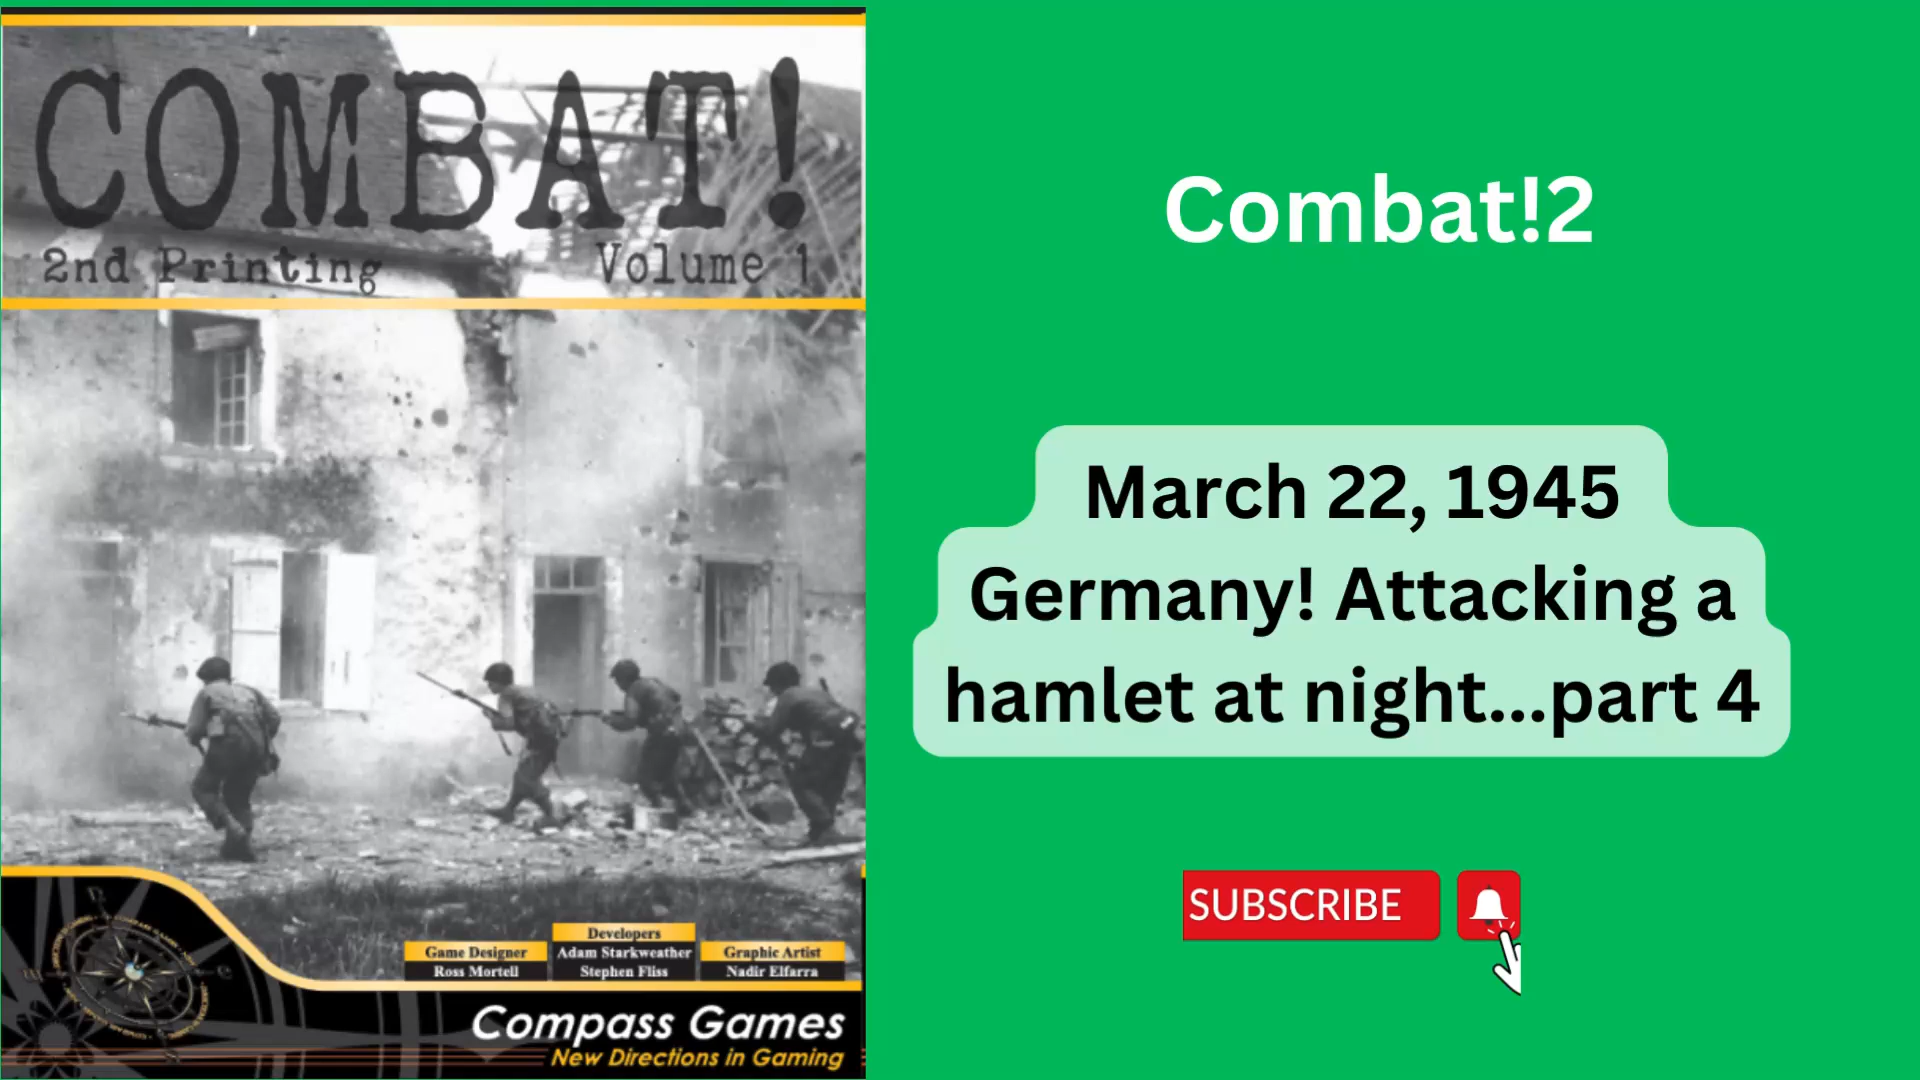 COMBAT!
2nd Printing Volume 1
Developers
Game Designer Adam Starkweather Graphic Artist
Ross Mortell Stephen Fliss Nadir Elfarra
Compass Games
New Directions in Gaming
Combat!2
March 22, 1945
Germany! Attacking a
hamlet at night...part 4
SUBSCRIBE